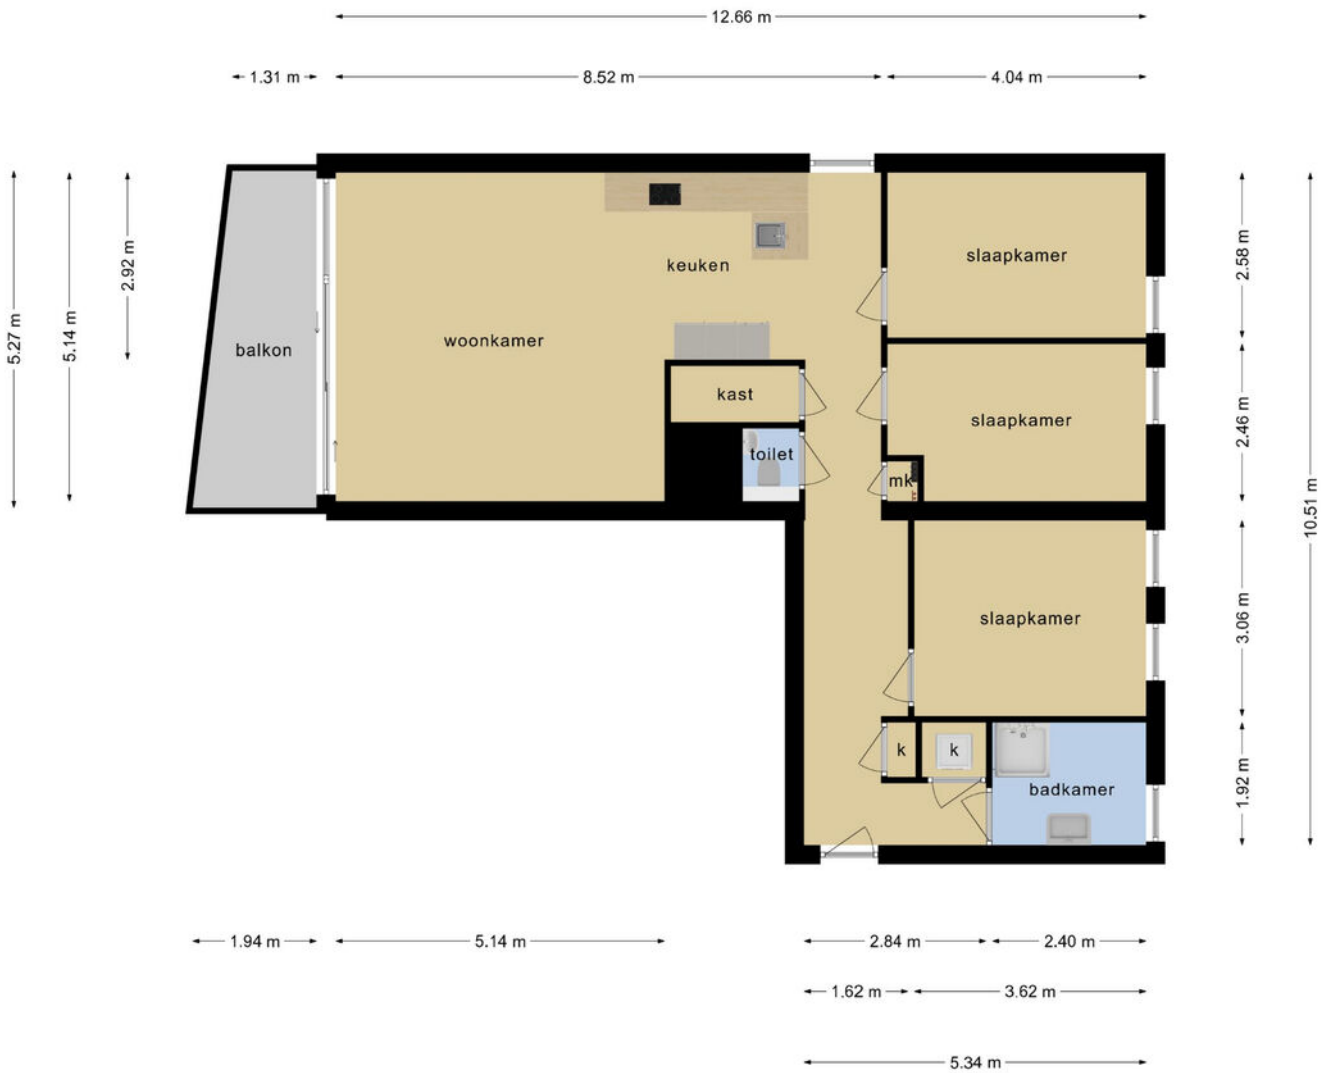 12.66 m
1.31 m
8.52 m
4.04 m
5.27 m
5.14 m
2.92 m
slaapkamer
2.58 m
keuken
woonkamer
balkon
kast
slaapkamer
2.46 m
toilet
mk
10.51 m
slaapkamer
3.06 m
k
k
badkamer
1.92 m
1.94 m
5.14 m
2.84 m
2.40 m
1.62 m
3.62 m
5.34 m